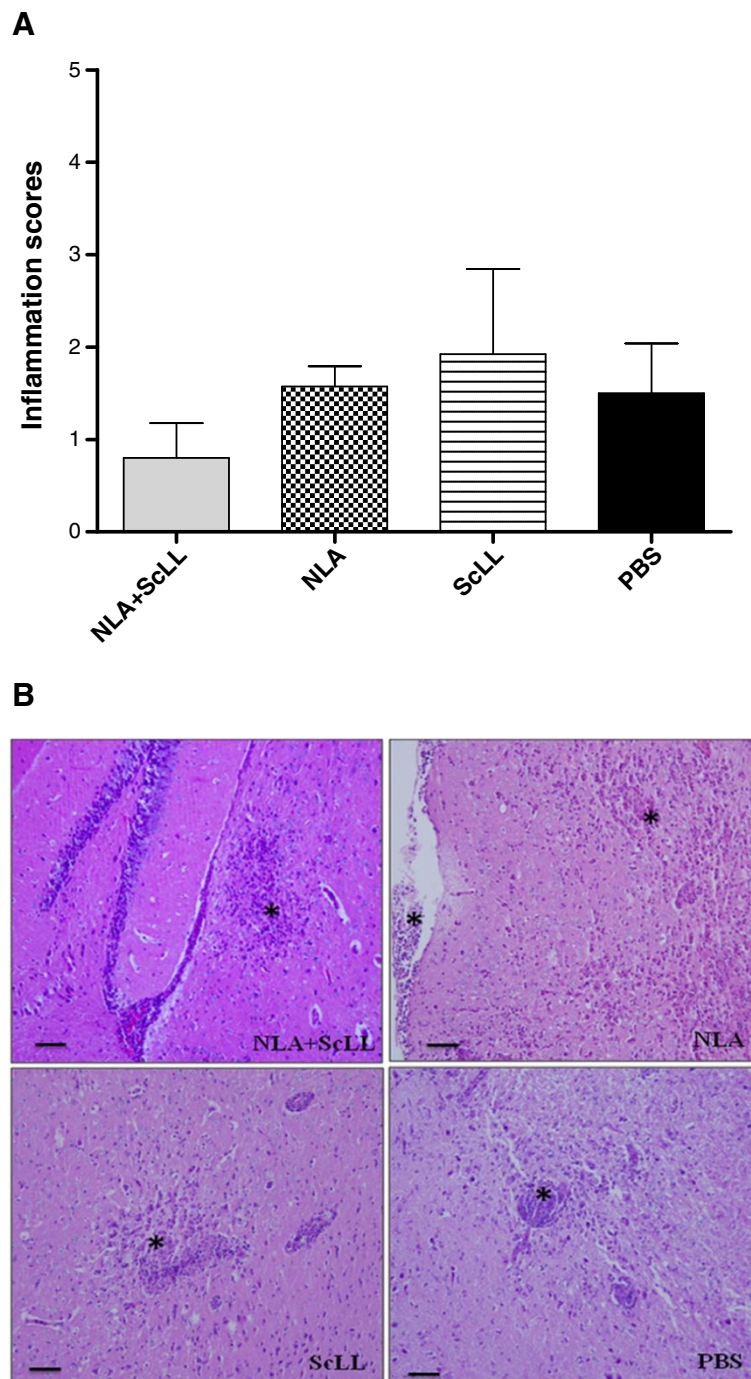 A
Inflammation scores
5
4
3
2
1
0
NLA+ScLL
NLA
ScLL
PBS
B
*
*
*
NLA+ScLL
NLA
*
*
ScLL
PBS